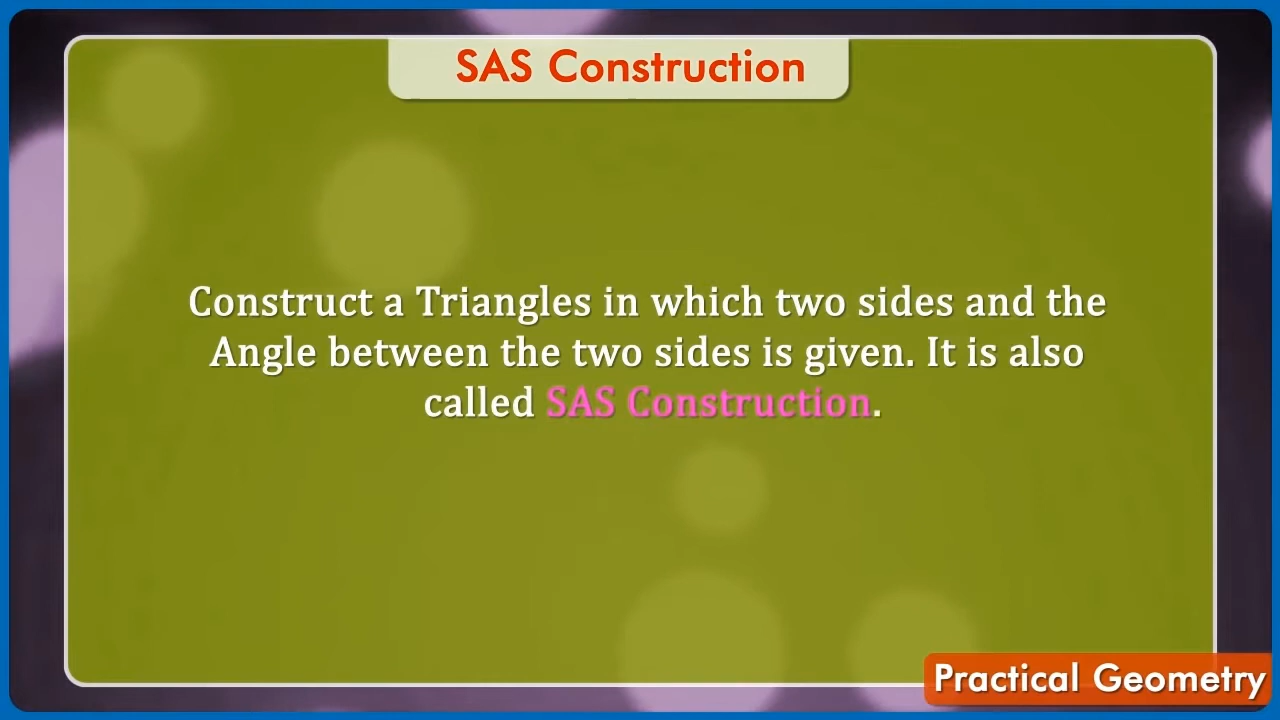 SAS Construction
Construct a Triangles in which two sides and the
Angle between the two sides is given. It is also
called SAS Construction.
Practical Geometry